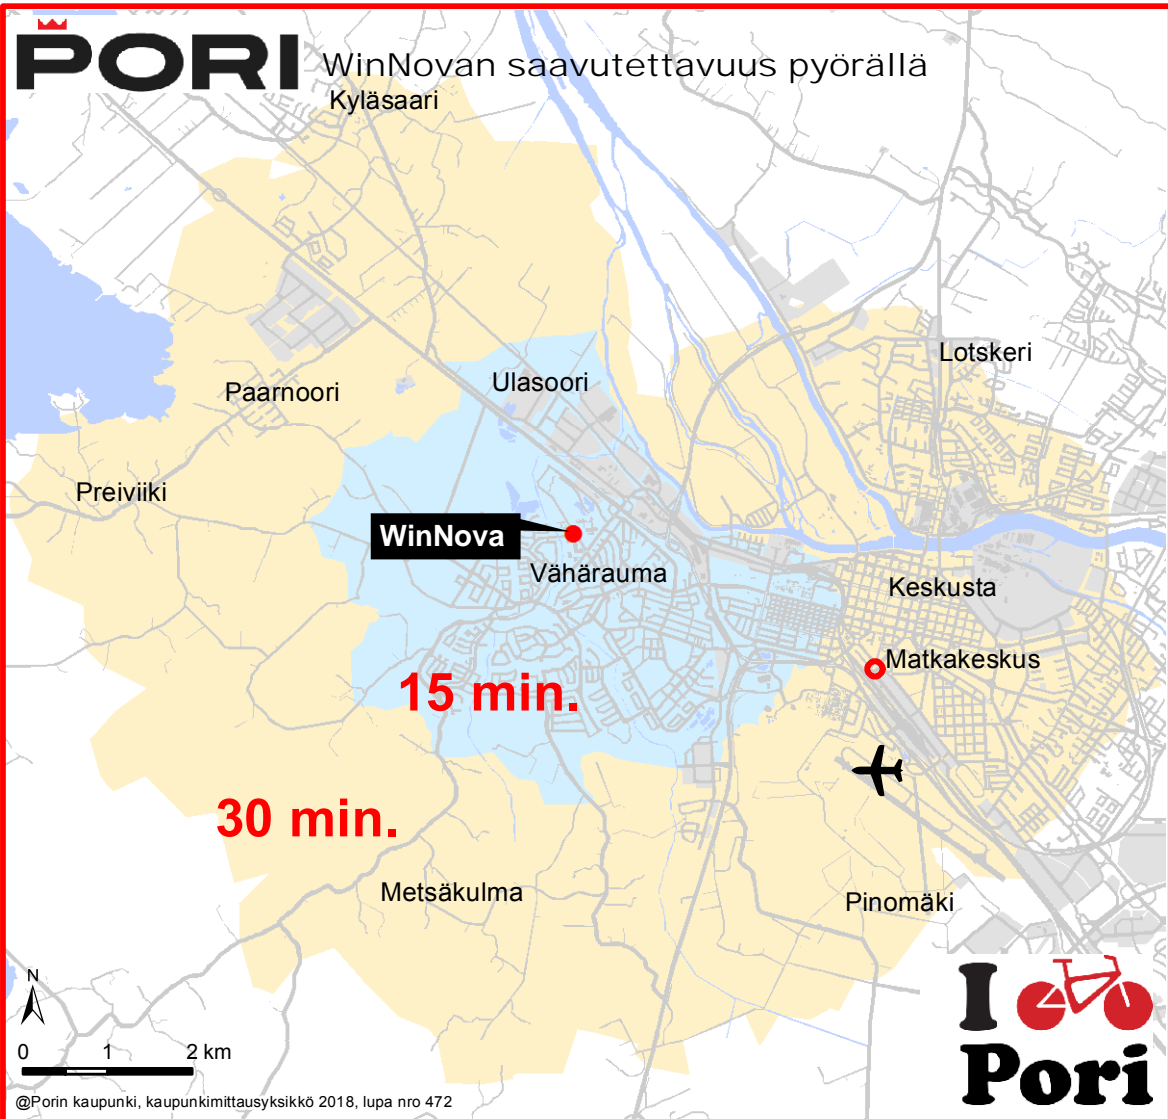 PORI
WinNovan saavutettavuus pyörällä
Kyläsaari
Lotskeri
Ulasoori
Paarnoori
Preiviiki
WinNova
Vähärauma
Keskusta
Matkakeskus
15 min.
30 min.
Metsäkulma
Pinomäki
N
0 1 2 km
I
Pori
@Porin kaupunki, kaupunkimittausyksikkö 2018, lupa nro 472